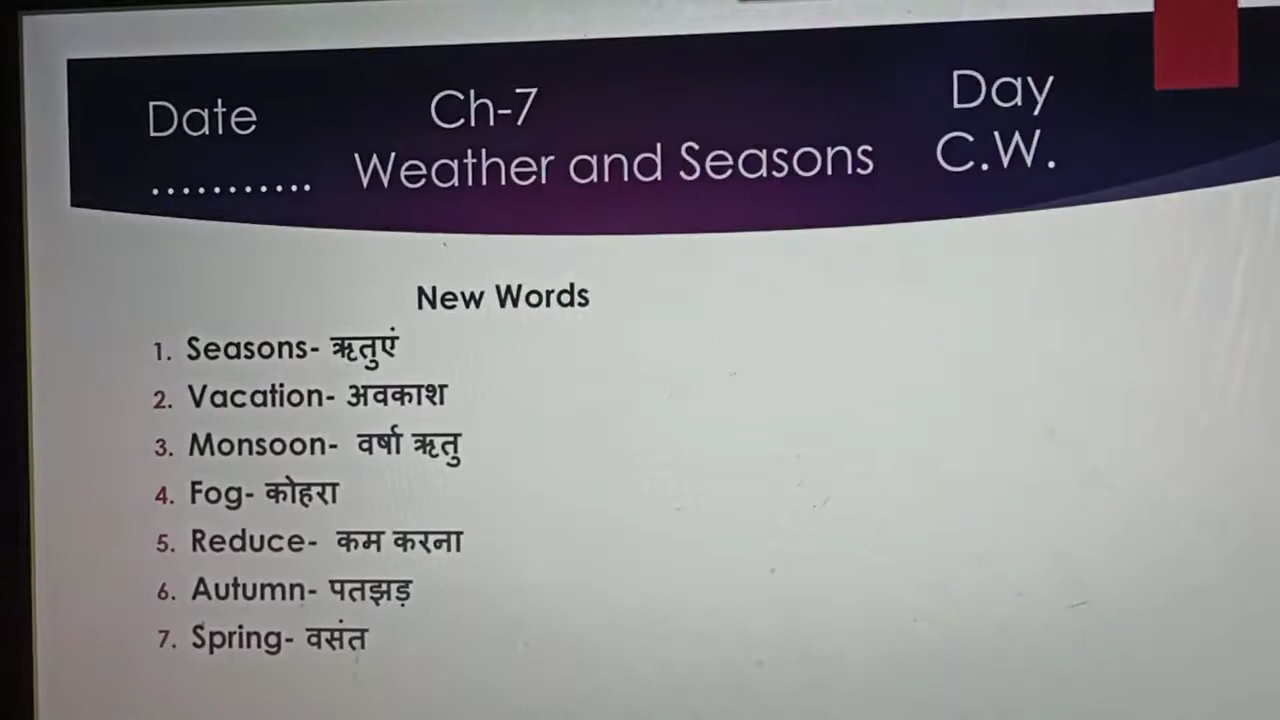 Date Ch-7 Day
........... Weather and Seasons C.W.
New Words
1. Seasons- ऋतुएं
2. Vacation- अवकाश
3. Monsoon- वर्षा ऋतु
4. Fog- कोहरा
5. Reduce- कम करना
6. Autumn- पतझड़
7. Spring- वसंत